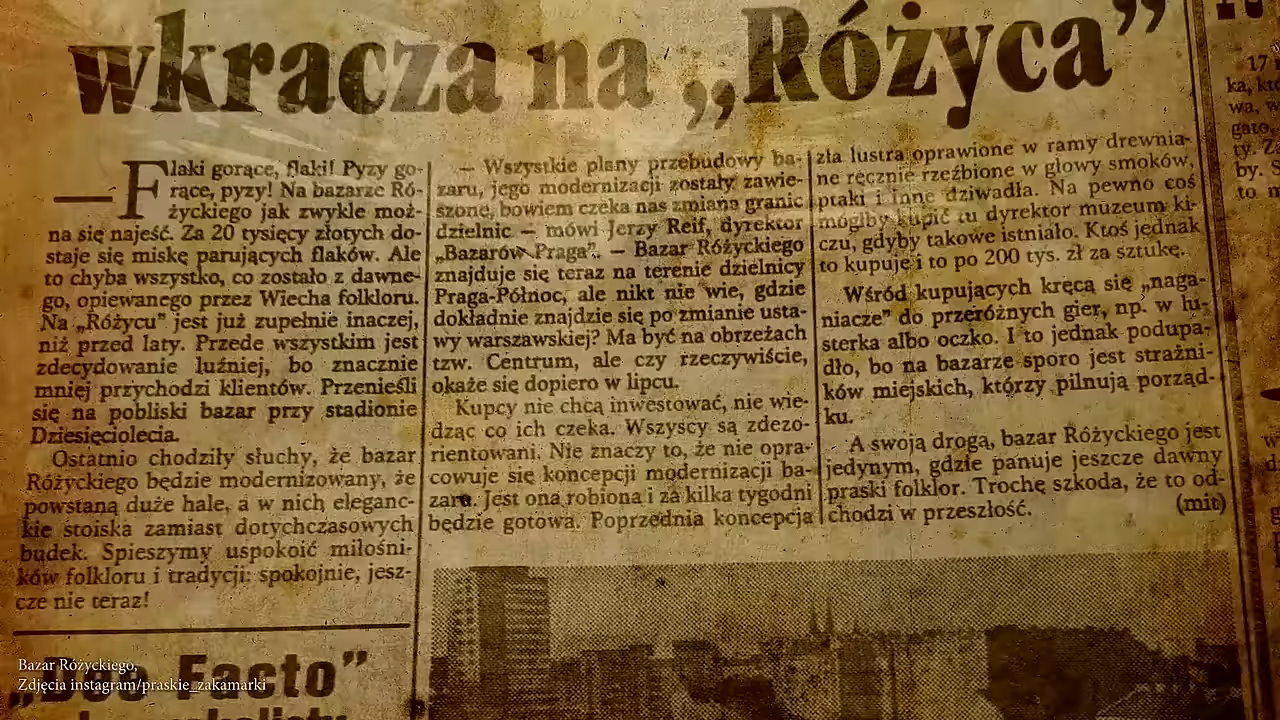 wkracza na „Różyca”
— Flaki gorące, flaki! Pyzy go-
rące, pyzy! Na bazarze Ró-
życkiego jak zwykle moż-
na się najeść. Za 20 tysięcy złotych do-
staje się miskę parujących flaków. Ale
to chyba wszystko, co zostało z dawne-
go, opiewanego przez Wiecha folkloru.
Na „Różycu” jest już zupełnie inaczej,
niż przed laty. Przede wszystkim jest
zdecydowanie luźniej, bo znacznie
mniej przychodzi klientów. Przenieśli
się na pobliski bazar przy stadionie
Dziesięciolecia.
Ostatnio chodziły słuchy, że bazar
Różyckiego będzie modernizowany, że
powstaną duże hale, a w nich eleganc-
kie stoiska zamiast dotychczasowych
budek. Spieszymy uspokoić miłośni-
ków folkloru i tradycji: spokojnie, jesz-
cze nie teraz!
— Wszystkie plany przebudowy ba-
zaru, jego modernizacji zostały zawie-
szone, bowiem czeka nas zmiana granic
dzielnic — mówi Jerzy Reif, dyrektor
„Bazarów Praga”. — Bazar Różyckiego
znajduje się teraz na terenie dzielnicy
Praga-Północ, ale nikt nie wie, gdzie
dokładnie znajdzie się po zmianie usta-
wy warszawskiej? Ma być na obrzeżach
tzw. Centrum, ale czy rzeczywiście,
okaże się dopiero w lipcu.
Kupcy nie chcą inwestować, nie wie-
dząc co ich czeka. Wszyscy są zdezo-
rientowani. Nie znaczy to, że nie opra-
cowuje się koncepcji modernizacji ba-
zaru. Jest ona robiona i za kilka tygodni
będzie gotowa. Poprzednia koncepcja
zła lustra oprawione w ramy drewnia-
ne ręcznie rzeźbione w głowy smoków,
ptaki i inne dziwadła. Na pewno coś
mógłby kupić tu dyrektor muzeum ki-
czu, gdyby takowe istniało. Ktoś jednak
to kupuje i to po 200 tys. zł za sztukę.
Wśród kupujących kręcą się „naga-
niacze” do przeróżnych gier, np. w lu-
sterka albo oczko. I to jednak podupa-
dło, bo na bazarze sporo jest strażni-
ków miejskich, którzy pilnują porząd-
ku.
A swoją drogą, bazar Różyckiego jest
jedynym, gdzie panuje jeszcze dawny
praski folklor. Trochę szkoda, że to od-
chodzi w przeszłość. (mit)
Facto”
Bazar Różyckiego,
Zdjęcia instagram/praskie_zakamarki
17
ka, któ
wa, w
gato,
ty. Za
by. S
to n